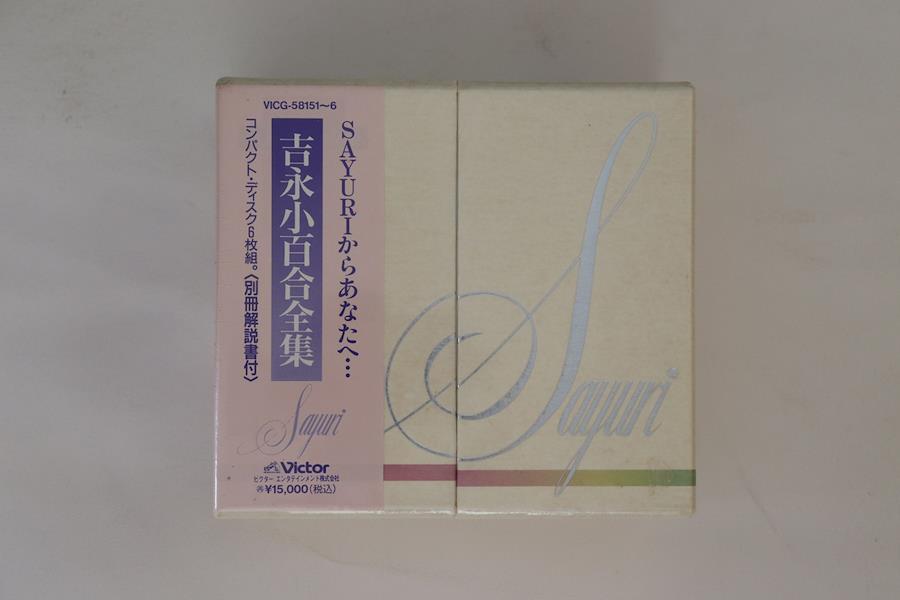 VICG-58151～6
SAYURIからあなたへ…
吉永小百合全集
コンパクト・ディスク6枚組。〈別冊解説書付〉
Sayuri
Victor
ビクター エンタテインメント株式会社
¥15,000(税込)
Sayuri